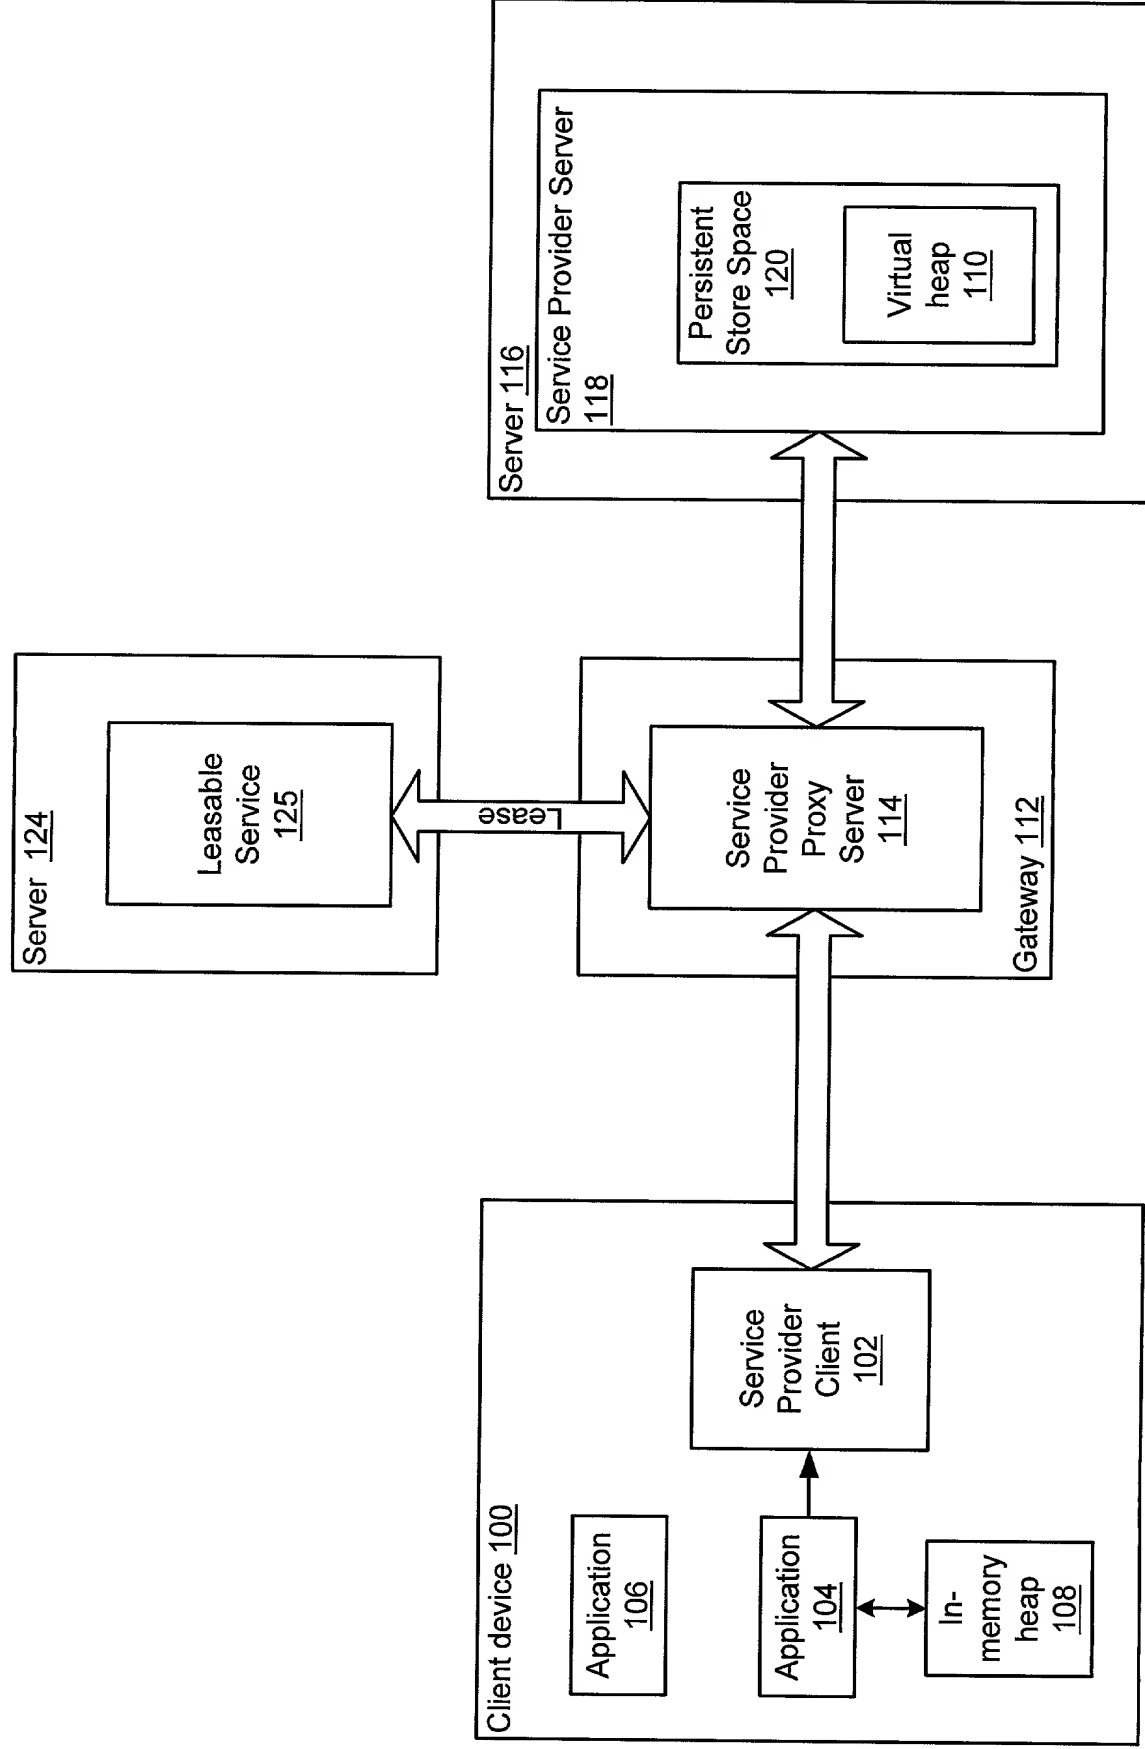 Client device 100
Application
106
Application
104
In-
memory
heap
108
Service
Provider
Client
102
Server 124
Leasable
Service
125
Lease
Service
Provider
Proxy
Server
114
Gateway 112
Server 116
Service Provider Server
118
Persistent
Store Space
120
Virtual
heap
110